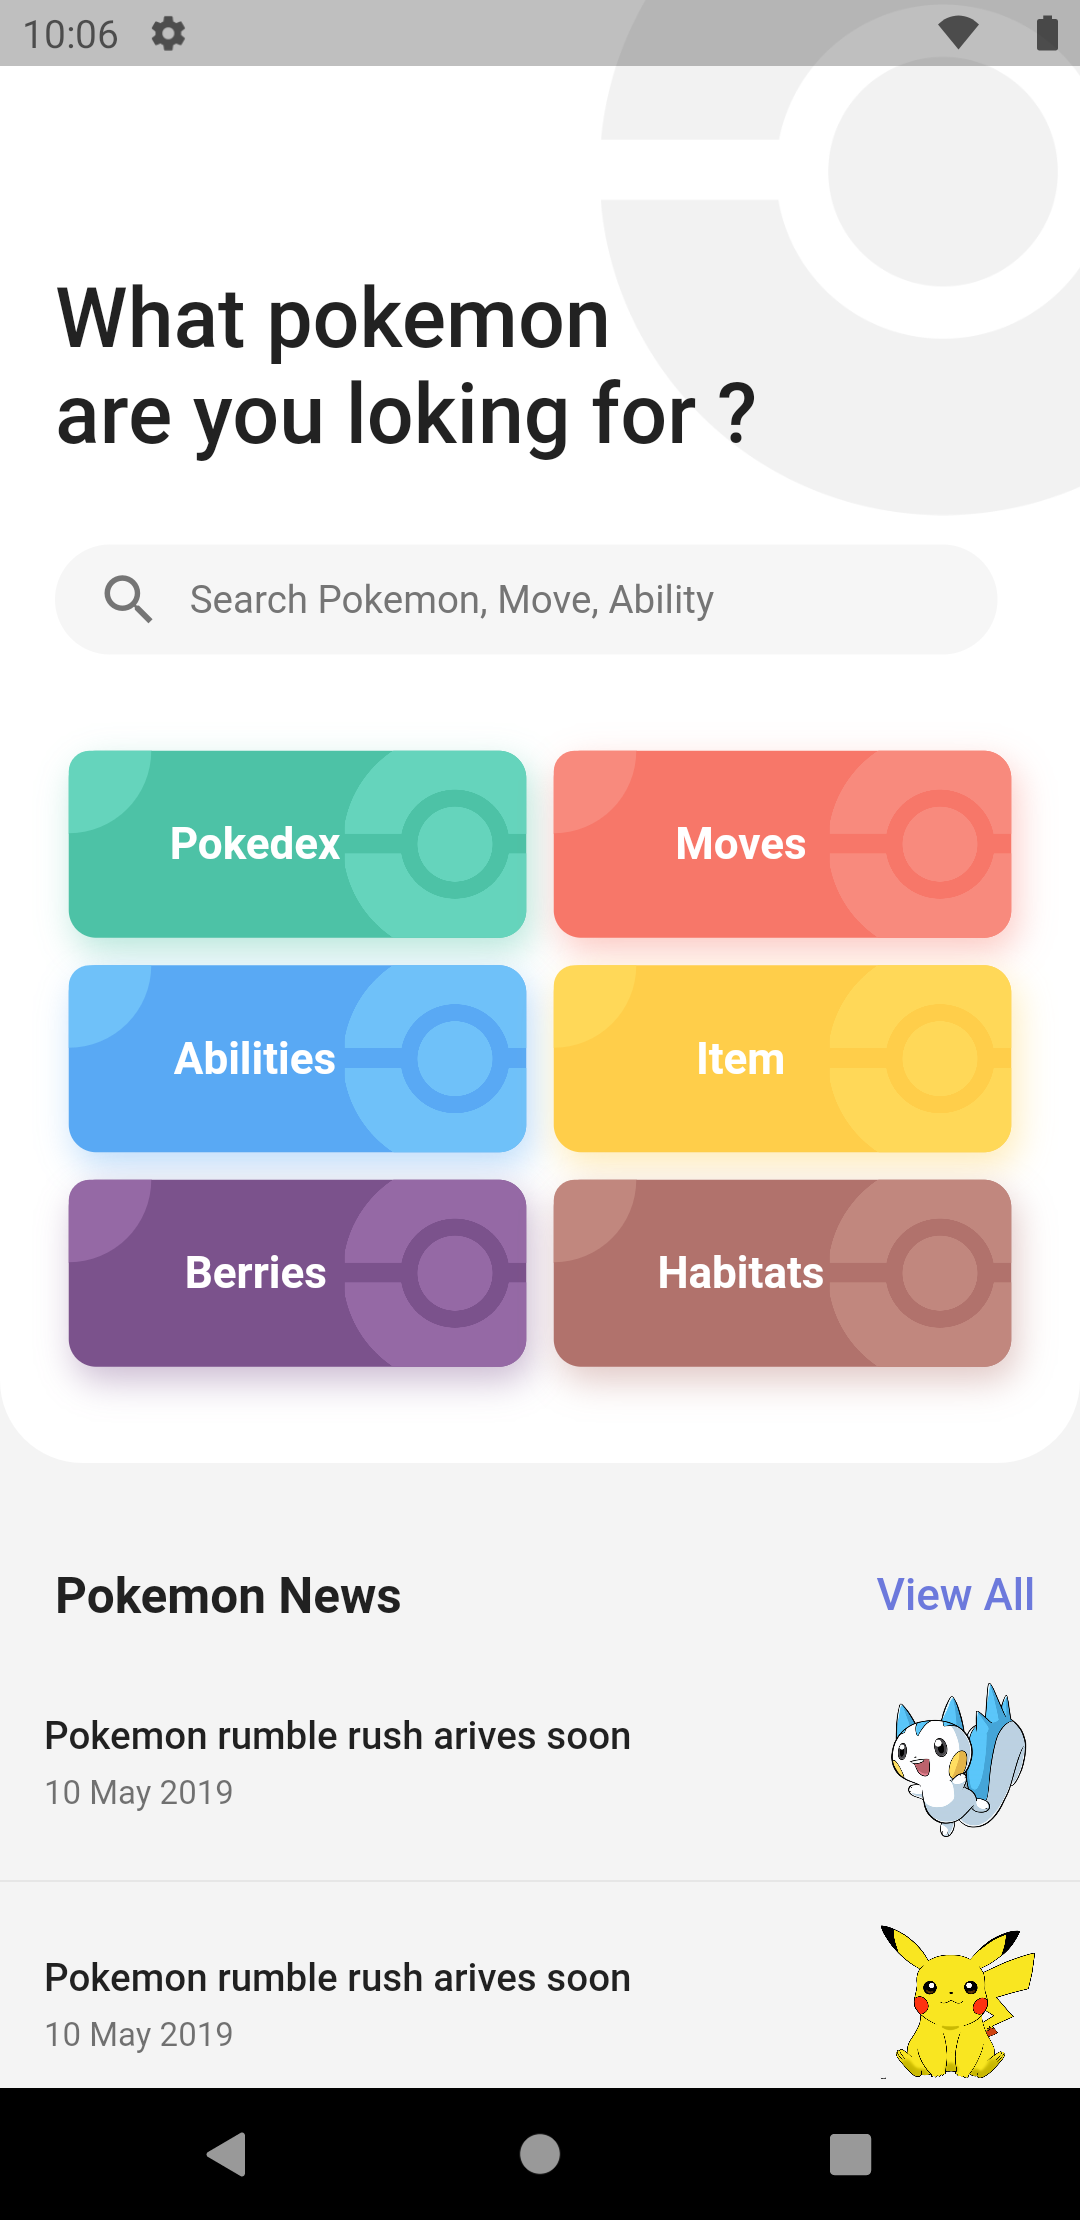 10:06
What pokemon
are you loking for ?
Search Pokemon, Move, Ability
Pokedex
Moves
Abilities
Item
Berries
Habitats
Pokemon News
View All
Pokemon rumble rush arives soon
10 May 2019
Pokemon rumble rush arives soon
10 May 2019